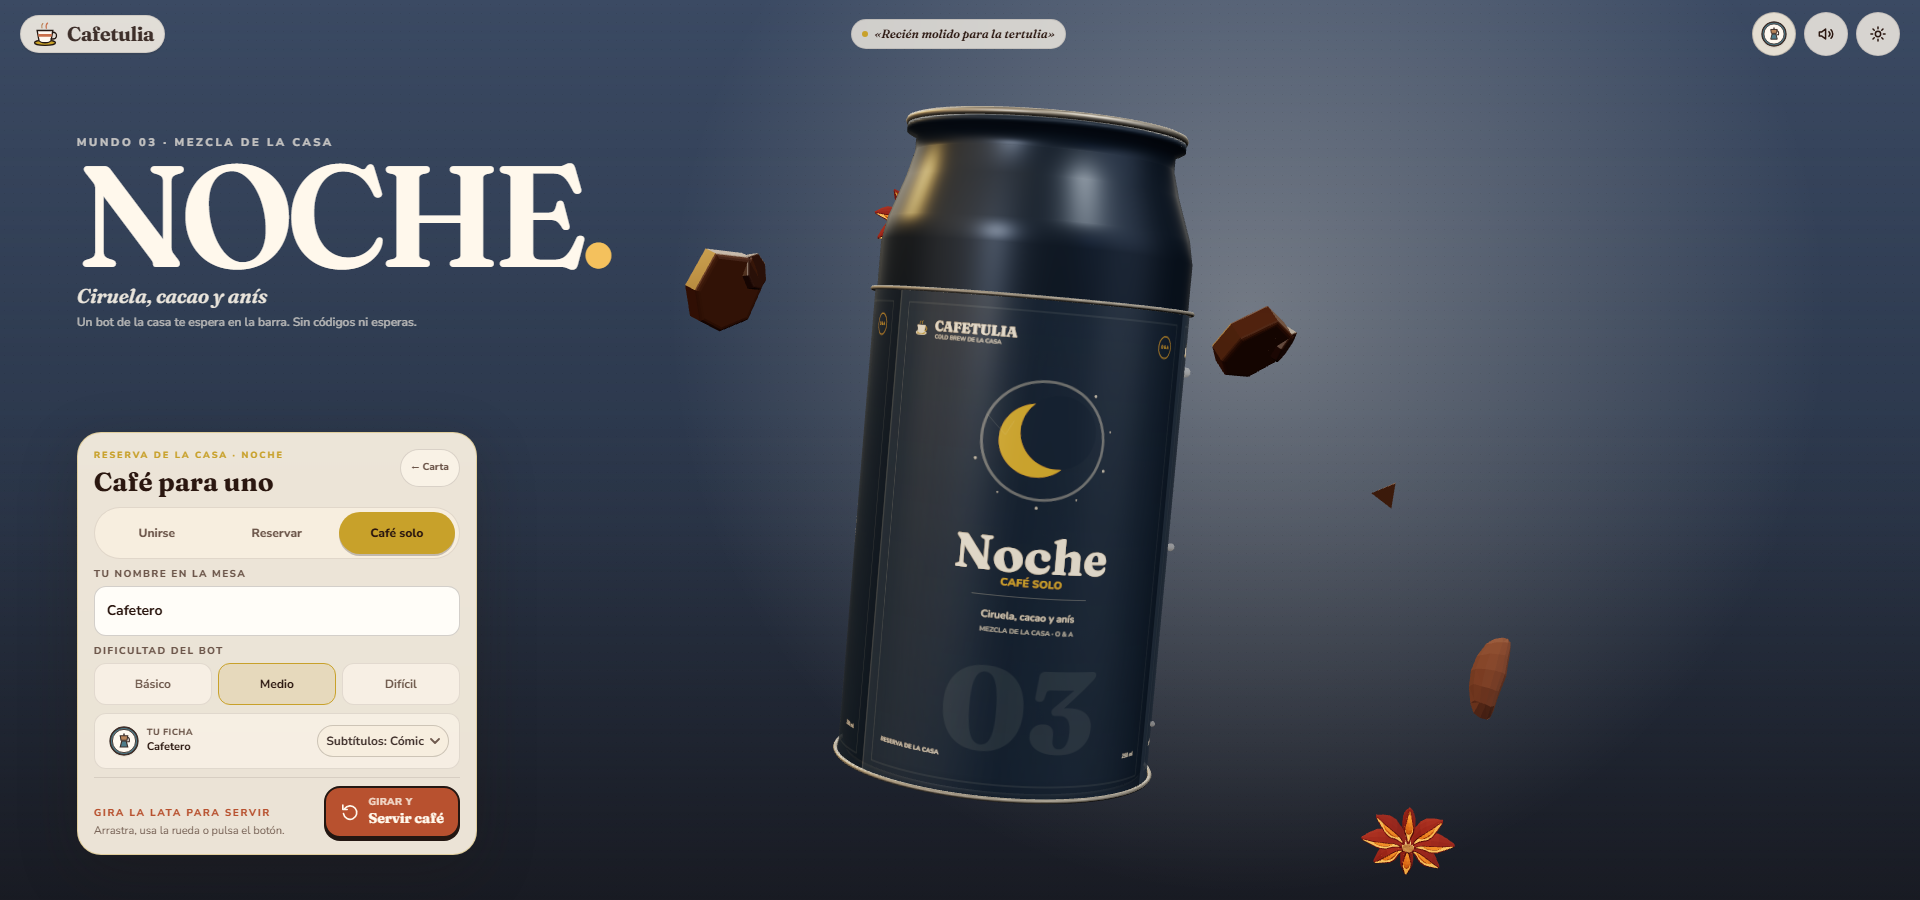 Cafetulia
«Recién molido para la tertulia»
MUNDO 03 · MEZCLA DE LA CASA
NOCHE.
Ciruela, cacao y anís
Un bot de la casa te espera en la barra. Sin códigos ni esperas.
RESERVA DE LA CASA · NOCHE
Café para uno
← Carta
Unirse
Reservar
Café solo
TU NOMBRE EN LA MESA
Cafetero
DIFICULTAD DEL BOT
Básico
Medio
Difícil
TU FICHA
Cafetero
Subtítulos: Cómic
GIRA LA LATA PARA SERVIR
Arrastra, usa la rueda o pulsa el botón.
GIRAR Y
Servir café
CAFETULIA
COLD BREW DE LA CASA
Noche
CAFÉ SOLO
Ciruela, cacao y anís
MEZCLA DE LA CASA · O & A
03
RESERVA DE LA CASA